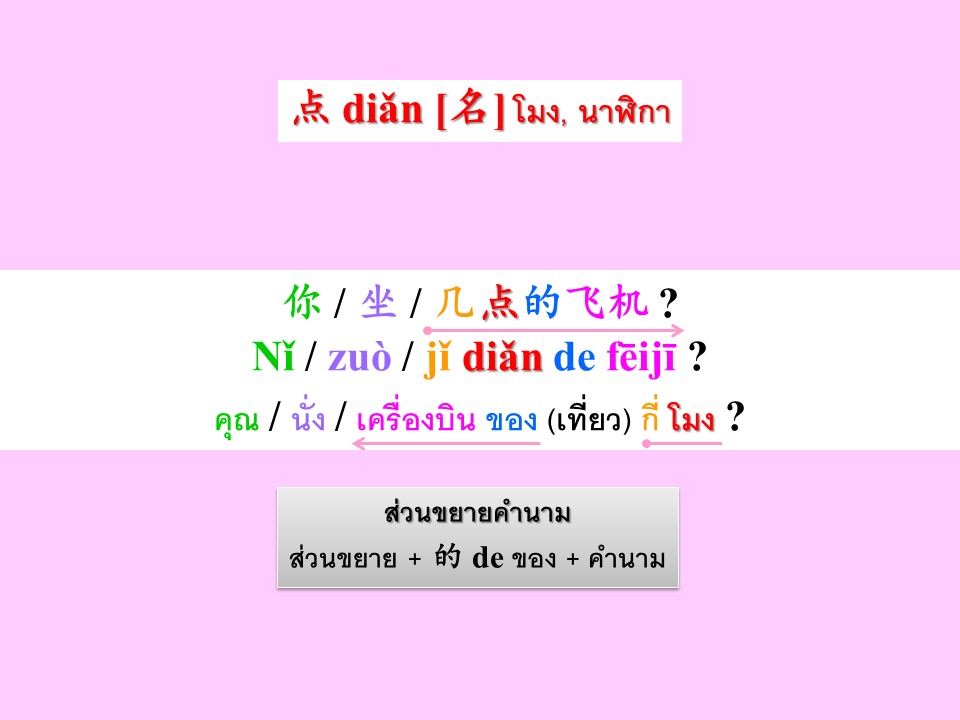 点 diǎn [名] โมง, นาฬิกา
你 / 坐 / 几点的飞机 ?
Nǐ / zuò / jǐ diǎn de fēijī ?
คุณ / นั่ง / เครื่องบิน ของ (เที่ยว) กี่ โมง ?
ส่วนขยายคำนาม
ส่วนขยาย + 的 de ของ + คำนาม